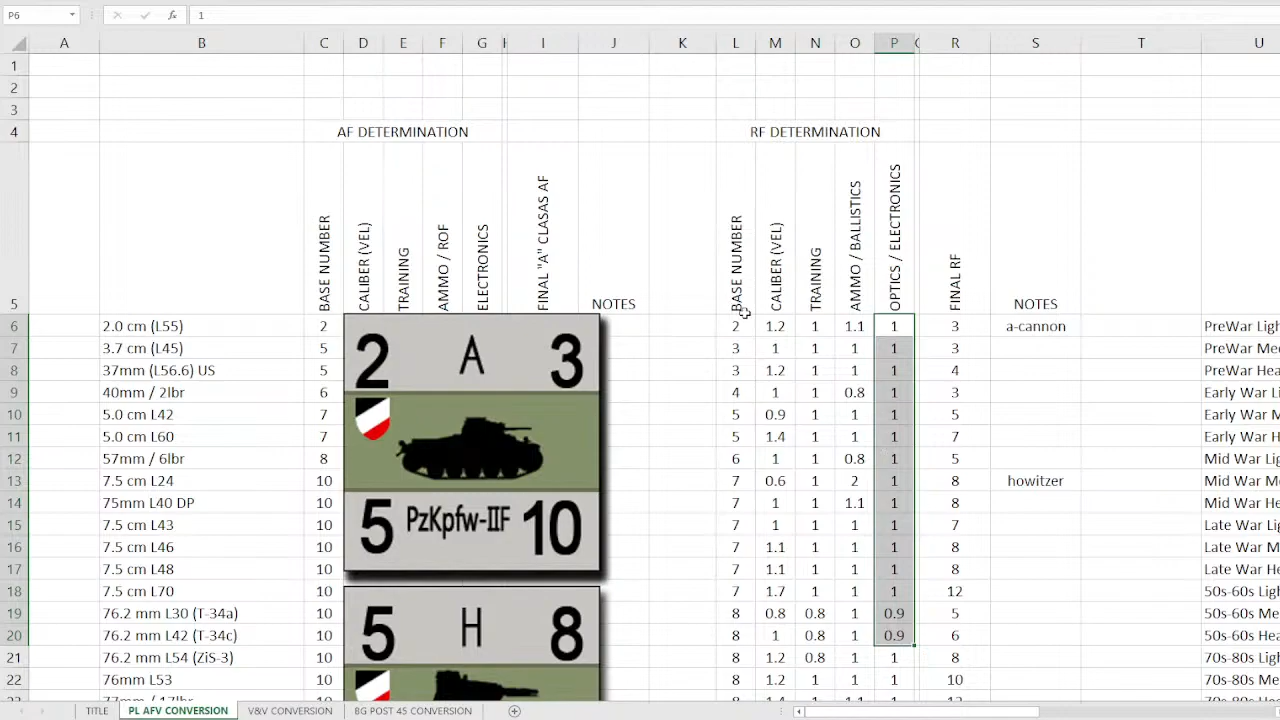 P6 fx 1
A B C D E F G H I J K L M N O P Q R S T U
1
2
3
4 AF DETERMINATION RF DETERMINATION
5 BASE NUMBER CALIBER (VEL) TRAINING AMMO / ROF ELECTRONICS FINAL "A" CLASAS AF NOTES BASE NUMBER CALIBER (VEL) TRAINING AMMO / BALLISTICS OPTICS / ELECTRONICS FINAL RF NOTES
6 2.0 cm (L55) 2 2 1.2 1 1.1 1 3 a-cannon PreWar
7 3.7 cm (L45) 5 3 1 1 1 1 3 PreWar
8 37mm (L56.6) US 5 3 1.2 1 1 1 4 PreWar
9 40mm / 2lbr 6 4 1 1 0.8 1 3 Early War
10 5.0 cm L42 7 5 0.9 1 1 1 5 Early War
11 5.0 cm L60 7 5 1.4 1 1 1 7 Early War
12 57mm / 6lbr 8 6 1 1 0.8 1 5 Mid War
13 7.5 cm L24 10 7 0.6 1 2 1 8 howitzer Mid War
14 75mm L40 DP 10 7 1 1 1.1 1 8 Mid War
15 7.5 cm L43 10 7 1 1 1 1 7 Late War
16 7.5 cm L46 10 7 1.1 1 1 1 8 Late War
17 7.5 cm L48 10 7 1.1 1 1 1 8 Late War
18 7.5 cm L70 10 7 1.7 1 1 1 12 50s-60s
19 76.2 mm L30 (T-34a) 10 8 0.8 0.8 1 0.9 5 50s-60s
20 76.2 mm L42 (T-34c) 10 8 1 0.8 1 0.9 6 50s-60s
21 76.2 mm L54 (ZiS-3) 10 8 1.2 0.8 1 1 8 70s-80s
22 76mm L53 10 8 1.2 1 1 1 10 70s-80s
2 A 3
5 PzKpfw-IIF 10
5 H 8
TITLE PL AFV CONVERSION V&V CONVERSION BG POST 45 CONVERSION